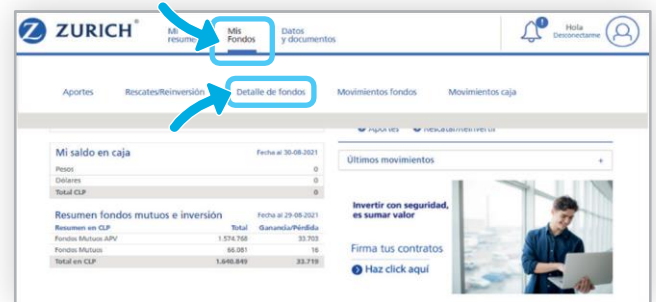 ZURICH®
Mi resumen
Mis Fondos
Datos y documentos
Hola
Desconectarme
Aportes Rescates/Reinversión Detalle de fondos Movimientos fondos Movimientos caja
Aportes Rescatar/Reinvertir
Mi saldo en caja Fecha al 30-08-2021
Pesos 0
Dólares 0
Total CLP 0
Últimos movimientos +
Resumen fondos mutuos e inversión Fecha al 29-08-2021
Resumen en CLP Total Ganancia/Pérdida
Fondos Mutuos APV 1.574.768 33.703
Fondos Mutuos 66.081 16
Total en CLP 1.640.849 33.719
Invertir con seguridad,
es sumar valor
Firma tus contratos
Haz click aquí